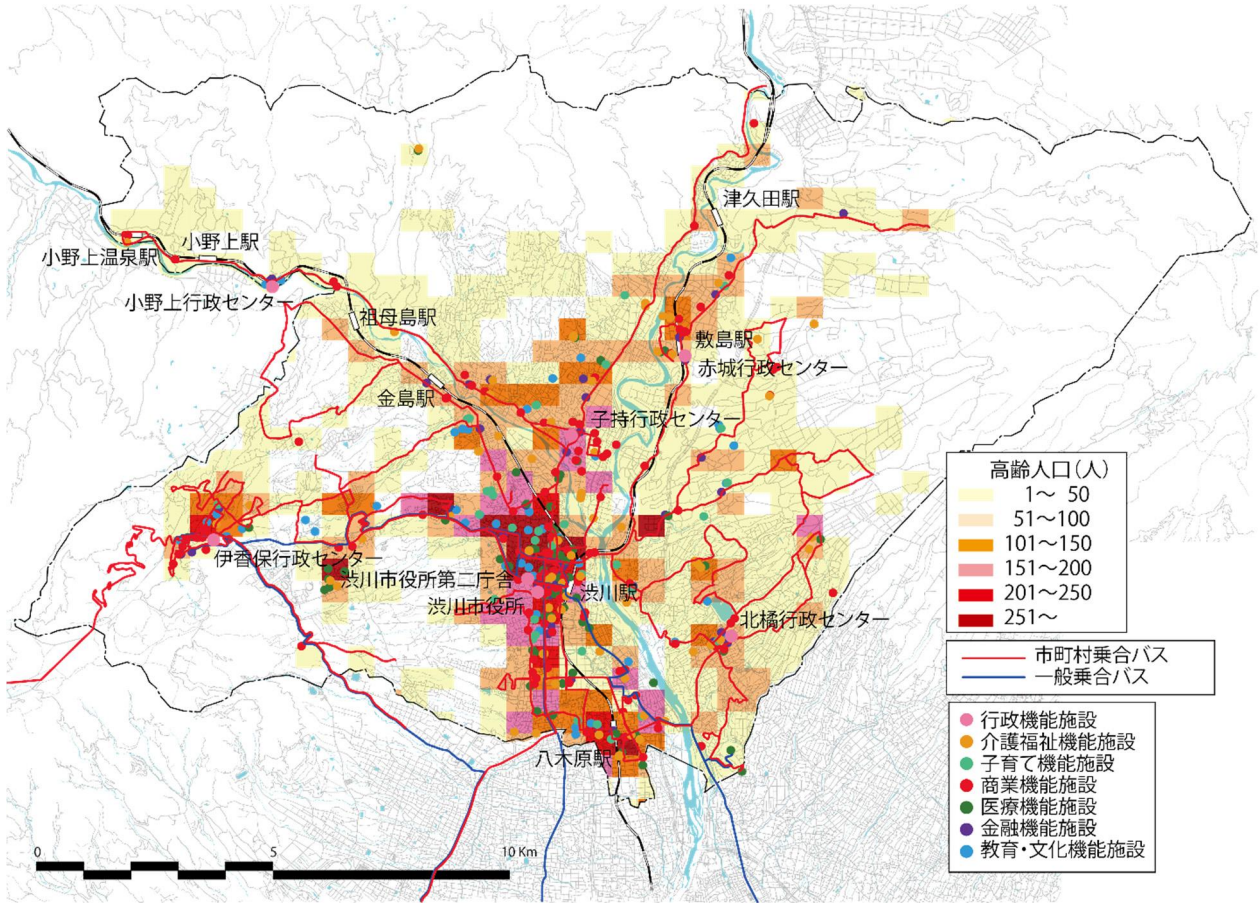 津久田駅
小野上駅
小野上温泉駅
小野上行政センター
祖母島駅
敷島駅
赤城行政センター
金島駅
子持行政センター
伊香保行政センター
渋川市役所第二庁舎
渋川駅
渋川市役所
北橘行政センター
八木原駅
高齢人口(人)
1〜 50
51〜100
101〜150
151〜200
201〜250
251〜
市町村乗合バス
一般乗合バス
行政機能施設
介護福祉機能施設
子育て機能施設
商業機能施設
医療機能施設
金融機能施設
教育・文化機能施設
0 5 10 Km